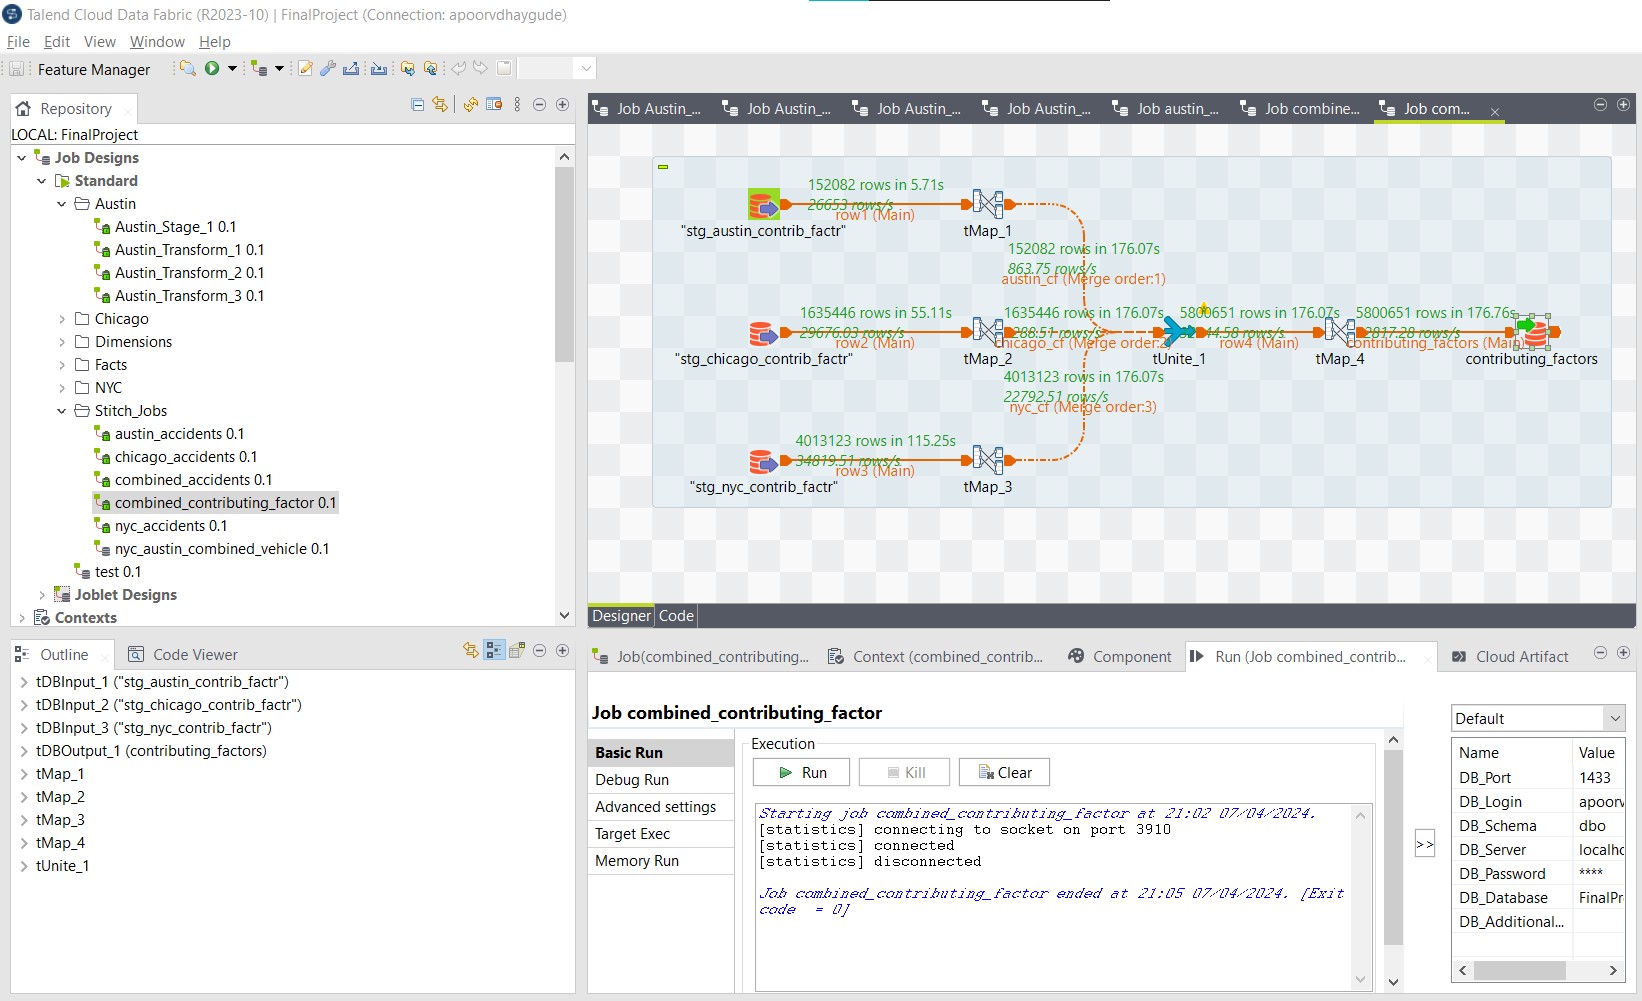 Talend Cloud Data Fabric (R2023-10) | FinalProject (Connection: apoorvdhaygude)
File Edit View Window Help
Feature Manager
Repository
LOCAL: FinalProject
Job Designs
Standard
Austin
Austin_Stage_1 0.1
Austin_Transform_1 0.1
Austin_Transform_2 0.1
Austin_Transform_3 0.1
Chicago
Dimensions
Facts
NYC
Stitch_Jobs
austin_accidents 0.1
chicago_accidents 0.1
combined_accidents 0.1
combined_contributing_factor 0.1
nyc_accidents 0.1
nyc_austin_combined_vehicle 0.1
test 0.1
Joblet Designs
Contexts
Job Austin_... Job Austin_... Job Austin_... Job Austin_... Job austin_... Job combine... Job com...
152082 rows in 5.71s
26653 rows/s
row1 (Main)
"stg_austin_contrib_factr"
tMap_1
152082 rows in 176.07s
863.75 rows/s
austin_cf (Merge order:1)
1635446 rows in 55.11s
29676.03 rows/s
row2 (Main)
"stg_chicago_contrib_factr"
1635446 rows in 176.07s
288.51 rows/s
chicago_cf (Merge order:2)
tMap_2
5800651 rows in 176.07s
44.58 rows/s
row4 (Main)
tUnite_1
5800651 rows in 176.76s
2817.28 rows/s
contributing_factors (Main)
tMap_4
contributing_factors
4013123 rows in 176.07s
22792.51 rows/s
nyc_cf (Merge order:3)
4013123 rows in 115.25s
34819.51 rows/s
row3 (Main)
"stg_nyc_contrib_factr"
tMap_3
Designer Code
Outline Code Viewer
tDBInput_1 ("stg_austin_contrib_factr")
tDBInput_2 ("stg_chicago_contrib_factr")
tDBInput_3 ("stg_nyc_contrib_factr")
tDBOutput_1 (contributing_factors)
tMap_1
tMap_2
tMap_3
tMap_4
tUnite_1
Job(combined_contributing... Context (combined_contrib... Component Run (Job combined_contrib... Cloud Artifact
Job combined_contributing_factor
Basic Run
Debug Run
Advanced settings
Target Exec
Memory Run
Execution
Run Kill Clear
Starting job combined_contributing_factor at 21:02 07/04/2024.
[statistics] connecting to socket on port 3910
[statistics] connected
[statistics] disconnected
Job combined_contributing_factor ended at 21:05 07/04/2024. [Exit
code = 0]
>>
Default
Name Value
DB_Port 1433
DB_Login apoorv
DB_Schema dbo
DB_Server localho
DB_Password ****
DB_Database FinalPr
DB_Additional...